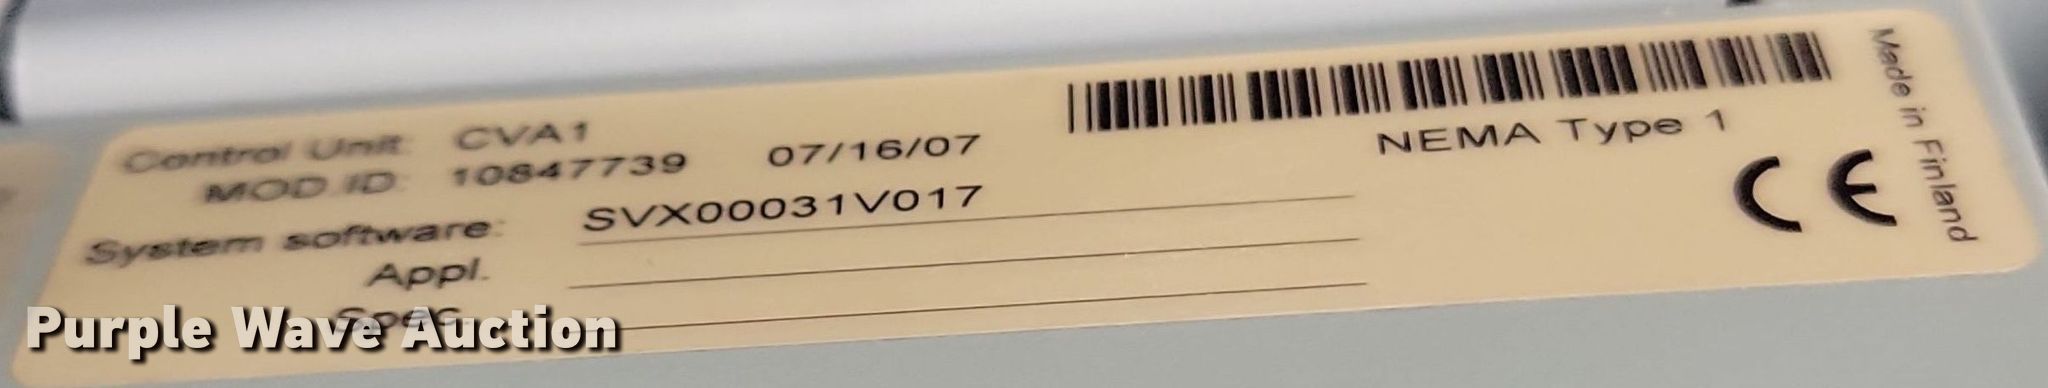 Control Unit: CVA1
MOD.ID: 10847739 07/16/07
System software: SVX00031V017
Appl.
Spec.
NEMA Type 1
CE
Made in Finland
Purple Wave Auction